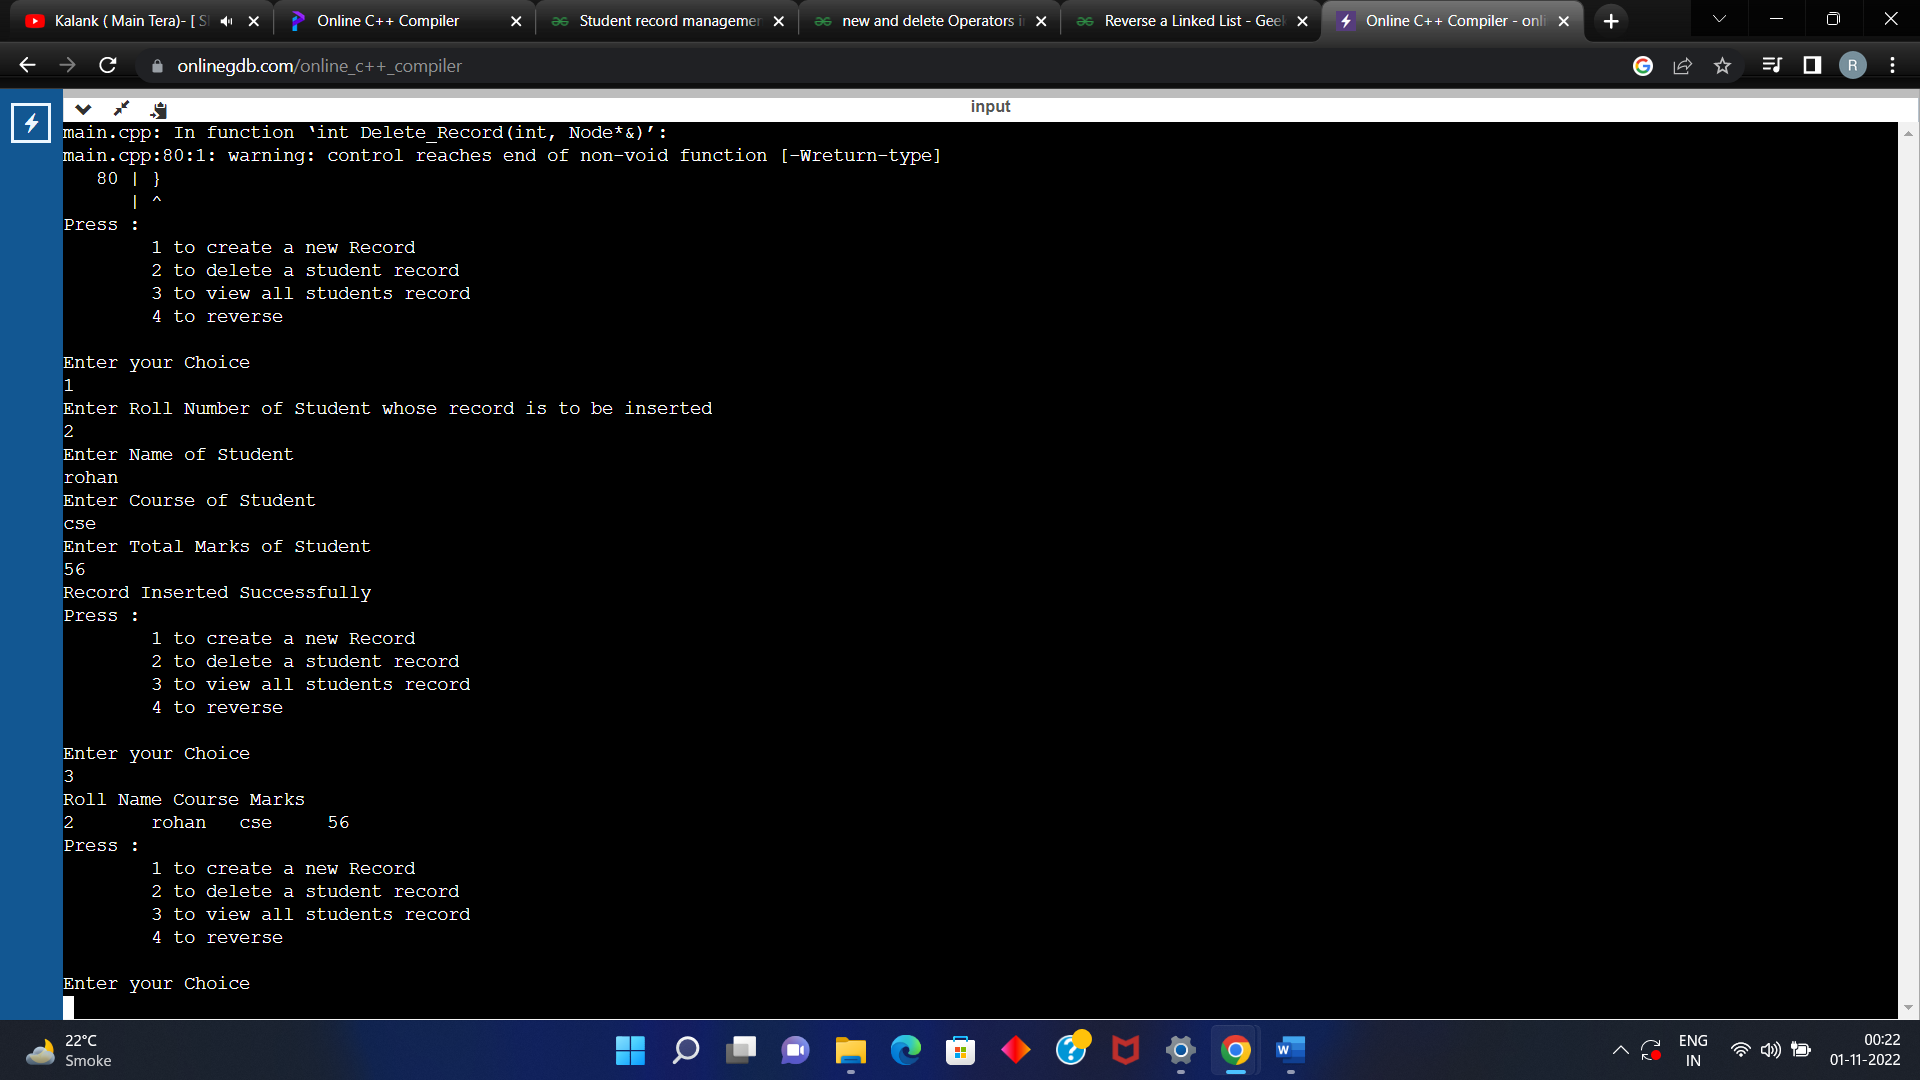 Kalank ( Main Tera)- [ S
Online C++ Compiler
Student record managemen
new and delete Operators i
Reverse a Linked List - Geek
Online C++ Compiler - onli
onlinegdb.com/online_c++_compiler
R
input
main.cpp: In function ‘int Delete_Record(int, Node*&)’:
main.cpp:80:1: warning: control reaches end of non-void function [-Wreturn-type]
80 | }
| ^
Press :
1 to create a new Record
2 to delete a student record
3 to view all students record
4 to reverse
Enter your Choice
1
Enter Roll Number of Student whose record is to be inserted
2
Enter Name of Student
rohan
Enter Course of Student
cse
Enter Total Marks of Student
56
Record Inserted Successfully
Press :
1 to create a new Record
2 to delete a student record
3 to view all students record
4 to reverse
Enter your Choice
3
Roll Name Course Marks
2 rohan cse 56
Press :
1 to create a new Record
2 to delete a student record
3 to view all students record
4 to reverse
Enter your Choice
22°C
Smoke
ENG
IN
00:22
01-11-2022